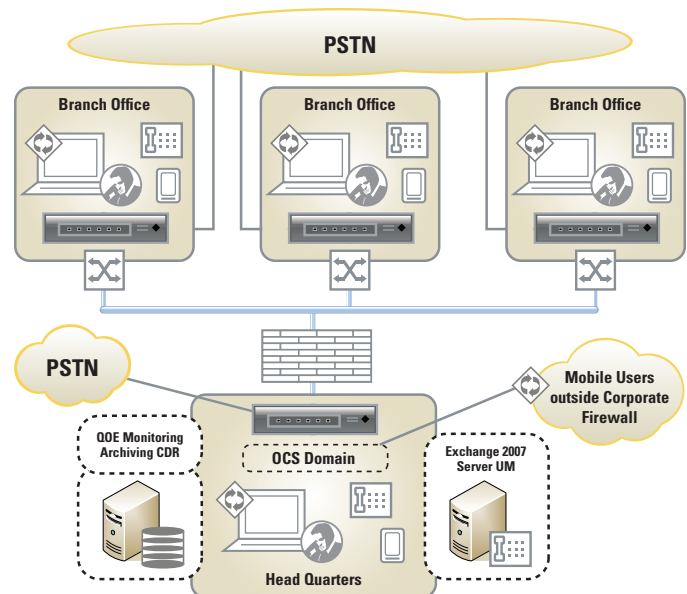 PSTN
Branch Office
Branch Office
Branch Office
PSTN
Mobile Users
outside Corporate
Firewall
QOE Monitoring
Archiving CDR
OCS Domain
Exchange 2007
Server UM
Head Quarters